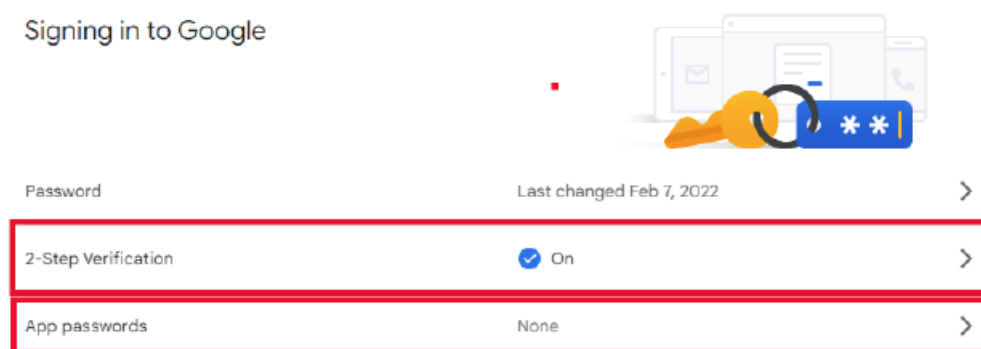 Signing in to Google
**|
Password Last changed Feb 7, 2022
2-Step Verification On
App passwords None